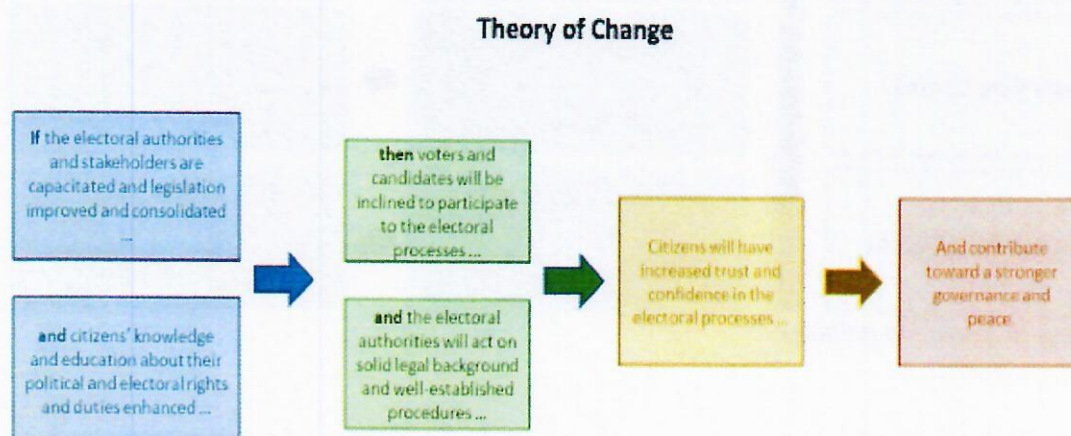 Theory of Change
If the electoral authorities
and stakeholders are
capacitated and legislation
improved and consolidated
...
and citizens' knowledge
and education about their
political and electoral rights
and duties enhanced ...
then voters and
candidates will be
inclined to participate
to the electoral
processes ...
and the electoral
authorities will act on
solid legal background
and well-established
procedures ...
Citizens will have
increased trust and
confidence in the
electoral processes ...
And contribute
toward a stronger
governance and
peace.